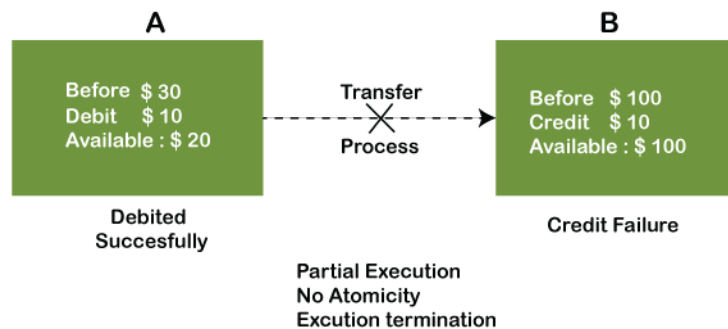 A
B
Before $ 30
Debit $ 10
Available : $ 20
Transfer
Process
Before $ 100
Credit $ 10
Available : $ 100
Debited
Succesfully
Credit Failure
Partial Execution
No Atomicity
Excution termination